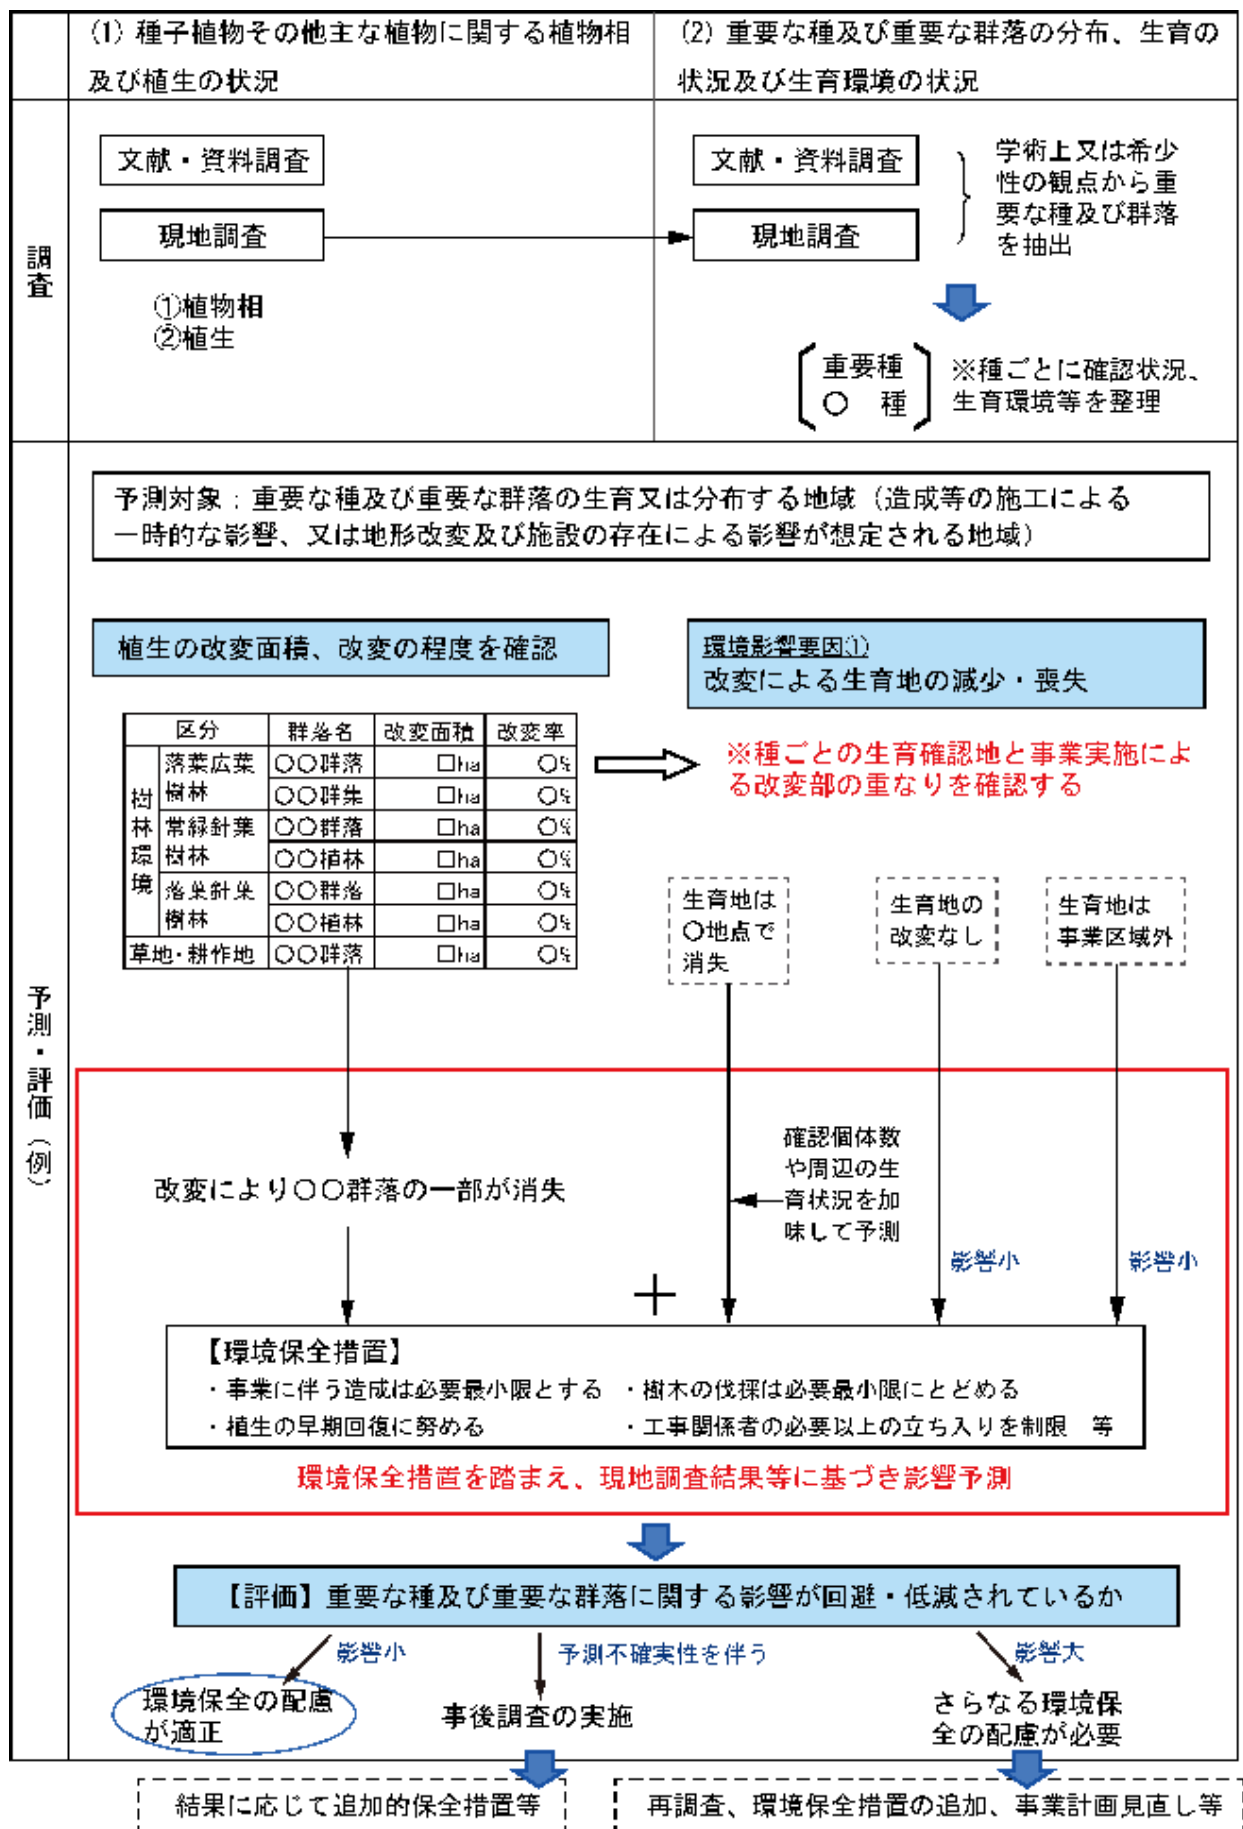 (1) 種子植物その他主な植物に関する植物相
及び植生の状況
(2) 重要な種及び重要な群落の分布、生育の
状況及び生育環境の状況
調査
文献・資料調査
現地調査
①植物相
②植生
文献・資料調査
現地調査
学術上又は希少
性の観点から重
要な種及び群落
を抽出
重要種
○ 種
※種ごとに確認状況、
生育環境等を整理
予測・評価(例)
予測対象：重要な種及び重要な群落の生育又は分布する地域（造成等の施工による
一時的な影響、又は地形改変及び施設の存在による影響が想定される地域）
植生の改変面積、改変の程度を確認
環境影響要因①
改変による生育地の減少・喪失
区分 群落名 改変面積 改変率
樹林環境
落葉広葉
樹林
○○群落 □ha ○%
○○群集 □ha ○%
常緑針葉
樹林
○○群落 □ha ○%
○○植林 □ha ○%
落葉針葉
樹林
○○群落 □ha ○%
○○植林 □ha ○%
草地・耕作地 ○○群落 □ha ○%
※種ごとの生育確認地と事業実施によ
る改変部の重なりを確認する
生育地は
○地点で
消失
生育地の
改変なし
生育地は
事業区域外
改変により○○群落の一部が消失
確認個体数
や周辺の生
育状況を加
味して予測
影響小
影響小
＋
【環境保全措置】
・事業に伴う造成は必要最小限とする ・樹木の伐採は必要最小限にとどめる
・植生の早期回復に努める ・工事関係者の必要以上の立ち入りを制限 等
環境保全措置を踏まえ、現地調査結果等に基づき影響予測
【評価】重要な種及び重要な群落に関する影響が回避・低減されているか
影響小
予測不確実性を伴う
影響大
環境保全の配慮
が適正
事後調査の実施
さらなる環境保
全の配慮が必要
結果に応じて追加的保全措置等
再調査、環境保全措置の追加、事業計画見直し等